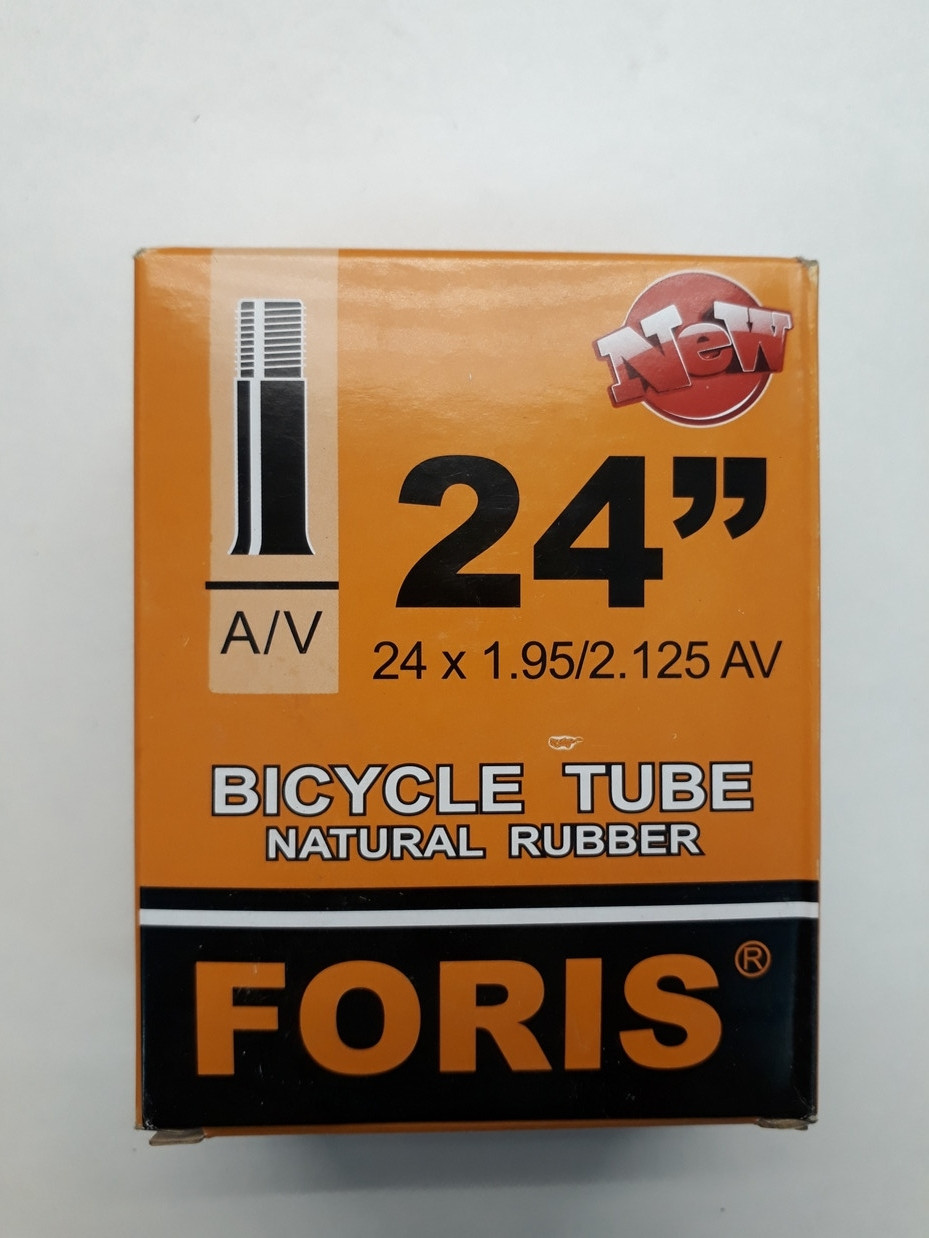 New
24”
A/V
24 x 1.95/2.125 AV
BICYCLE TUBE
NATURAL RUBBER
FORIS®